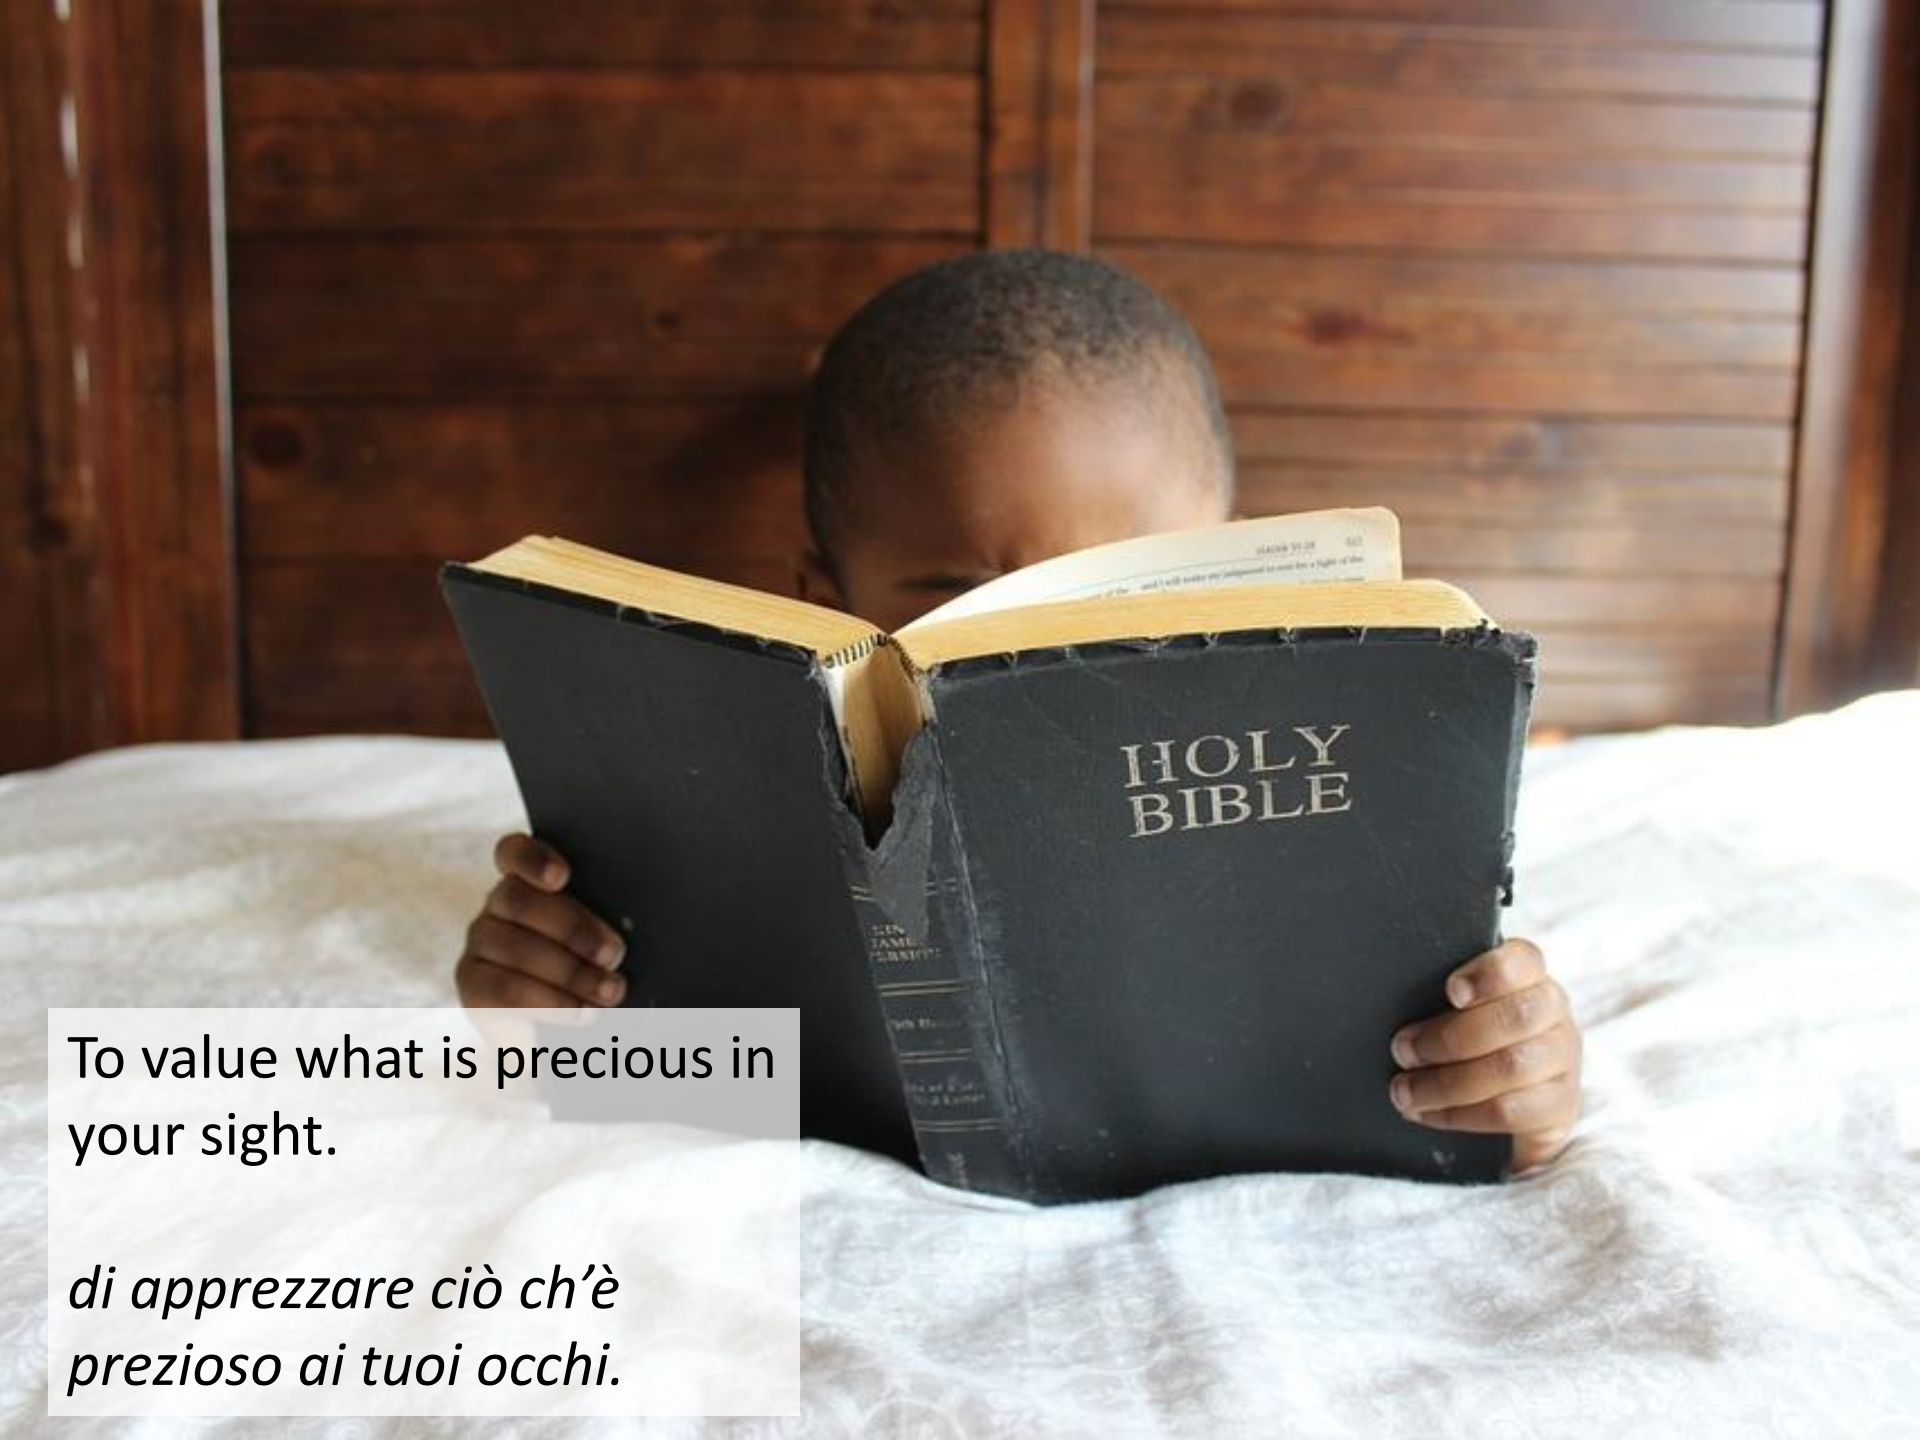 HOLY
BIBLE
To value what is precious in
your sight.
di apprezzare ciò ch’è
prezioso ai tuoi occhi.